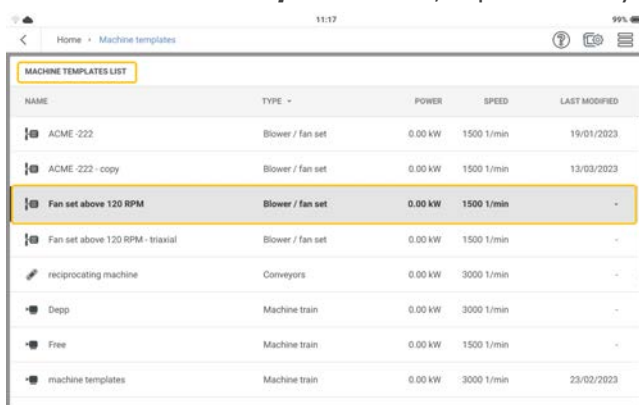 11:17
99%
Home • Machine templates
MACHINE TEMPLATES LIST
NAME TYPE POWER SPEED LAST MODIFIED
ACME -222 Blower / fan set 0.00 kW 1500 1/min 19/01/2023
ACME -222 - copy Blower / fan set 0.00 kW 1500 1/min 13/03/2023
Fan set above 120 RPM Blower / fan set 0.00 kW 1500 1/min -
Fan set above 120 RPM - triaxial Blower / fan set 0.00 kW 1500 1/min -
reciprocating machine Conveyors 0.00 kW 3000 1/min -
Depp Machine train 0.00 kW 3000 1/min -
Free Machine train 0.00 kW 1500 1/min -
machine templates Machine train 0.00 kW 3000 1/min 23/02/2023